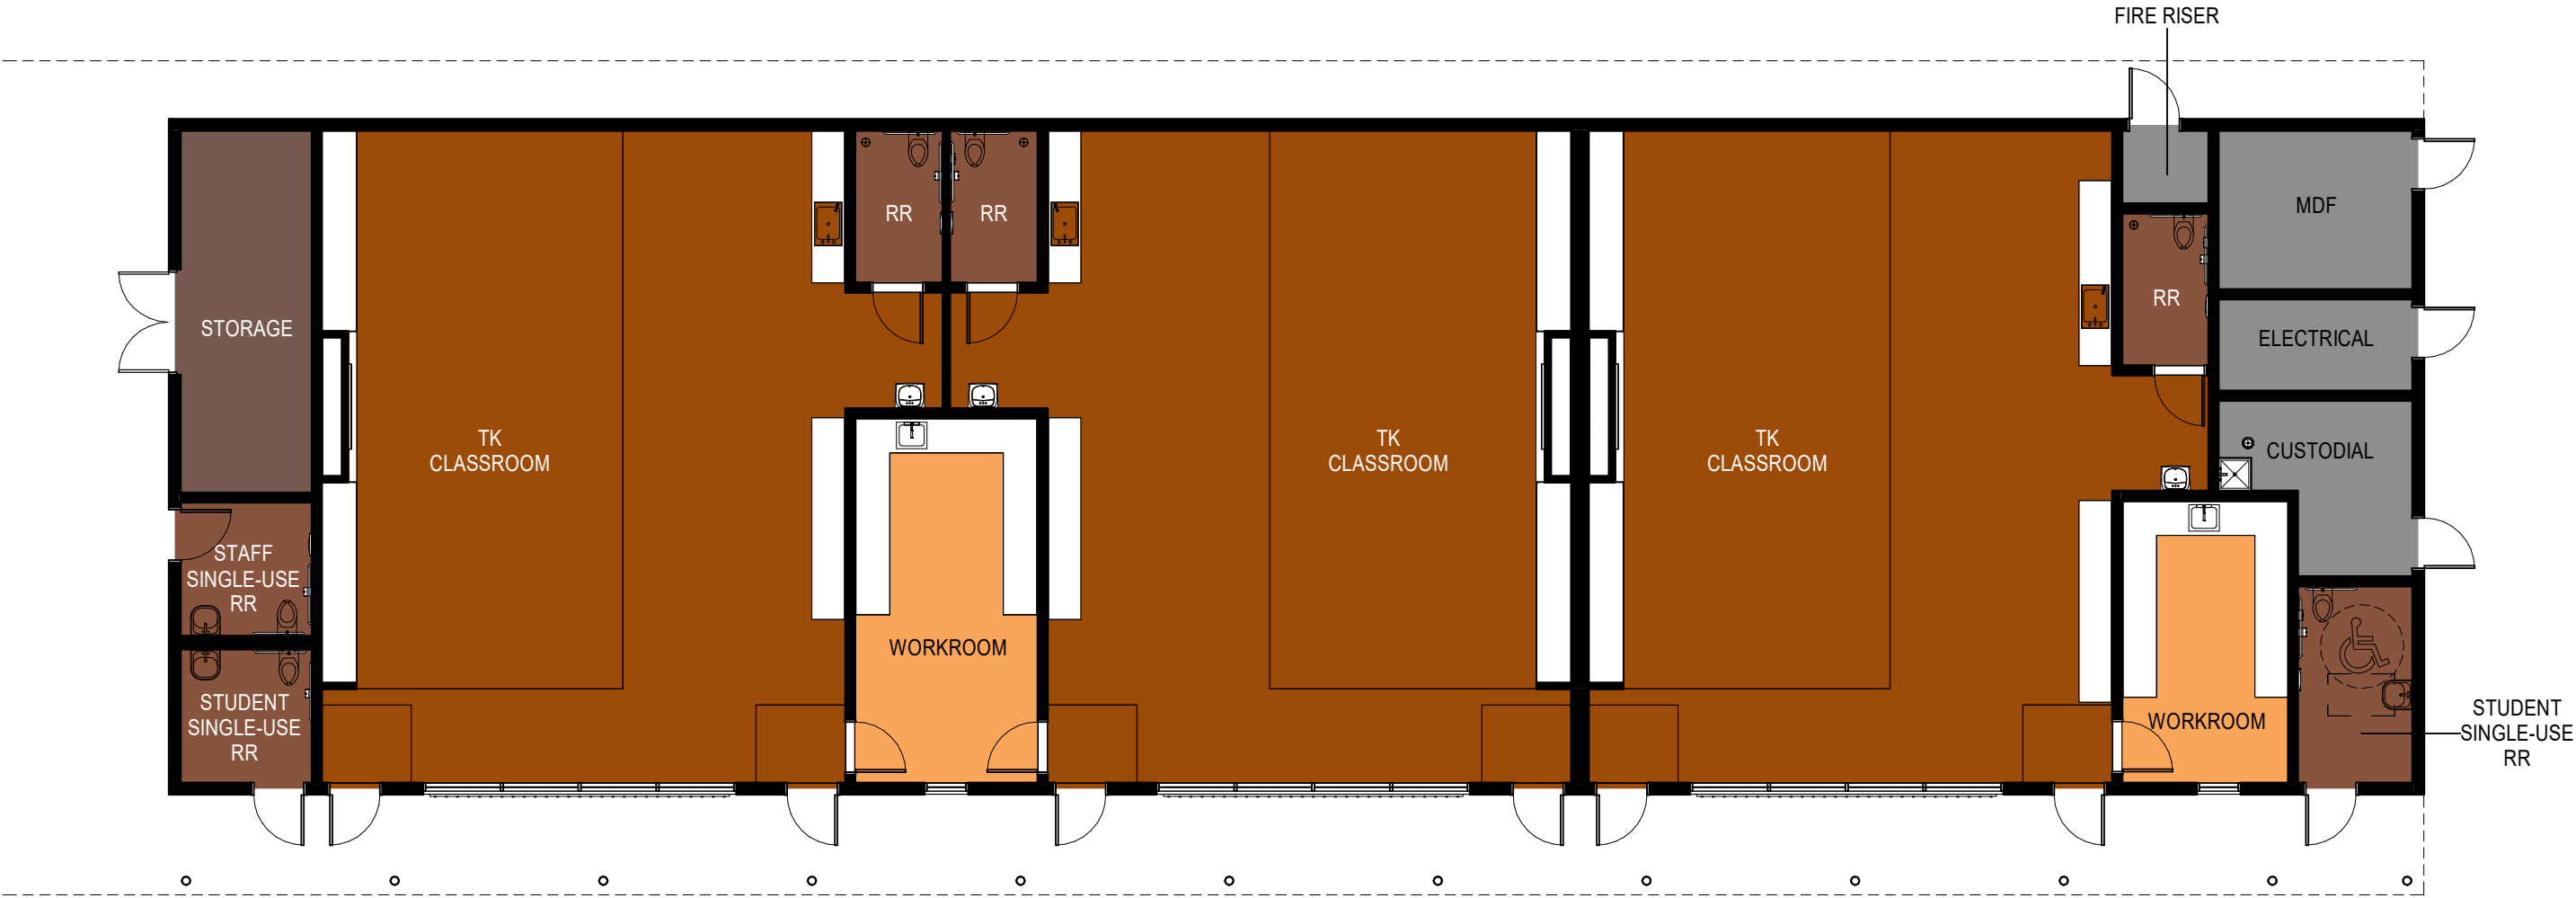 FIRE RISER
RR
RR
MDF
RR
STORAGE
ELECTRICAL
TK
CLASSROOM
TK
CLASSROOM
TK
CLASSROOM
CUSTODIAL
STAFF
SINGLE-USE
RR
WORKROOM
STUDENT
SINGLE-USE
RR
WORKROOM
STUDENT
SINGLE-USE
RR